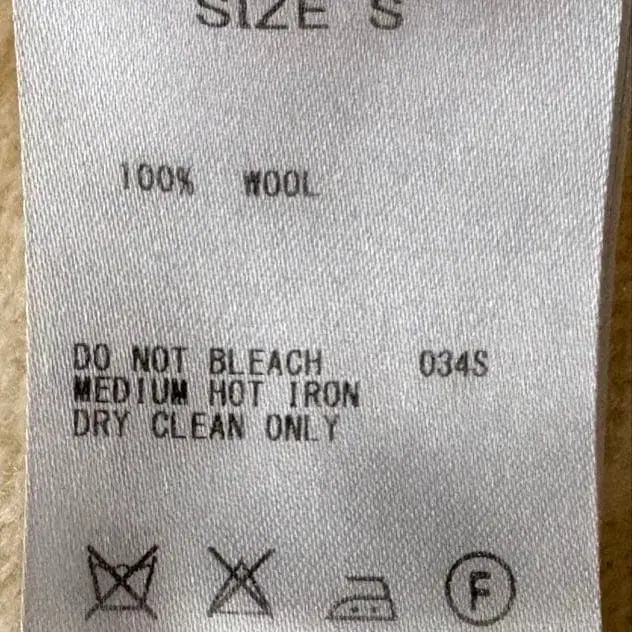 SIZE S
100% WOOL
DO NOT BLEACH 034S
MEDIUM HOT IRON
DRY CLEAN ONLY
F